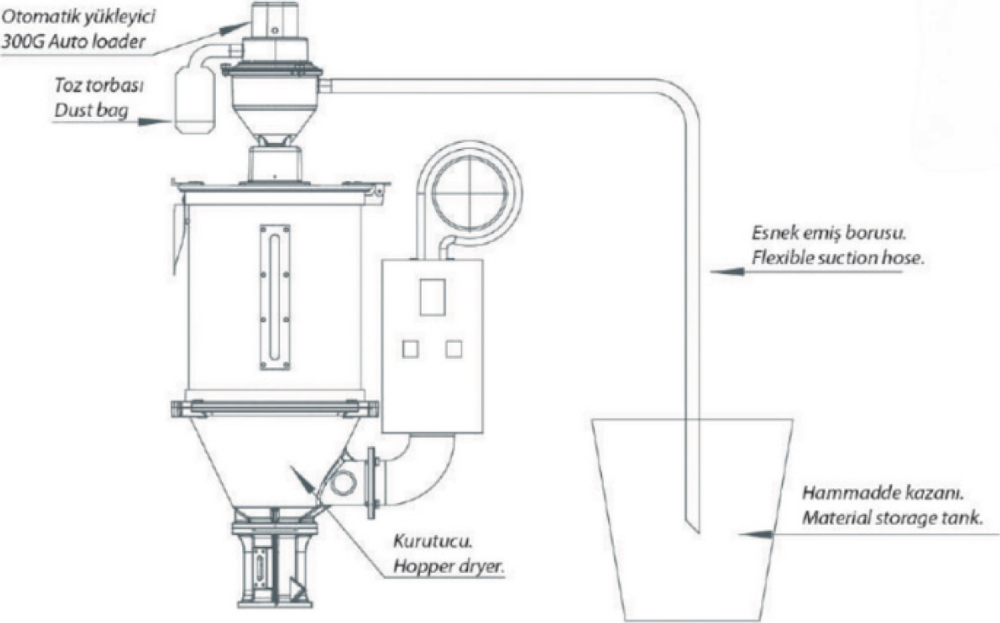 Otomatik yükleyici
300G Auto loader
Toz torbası
Dust bag
Esnek emiş borusu.
Flexible suction hose.
Hammadde kazanı.
Material storage tank.
Kurutucu.
Hopper dryer.